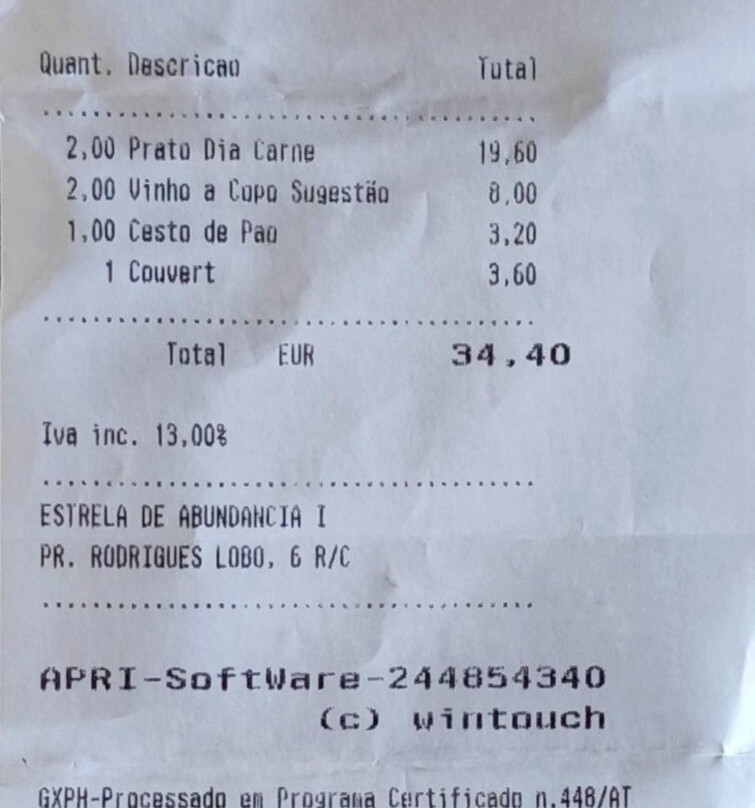 Quant. Descricao Total
2,00 Prato Dia Carne 19,60
2,00 Vinho a Copo Sugestão 8,00
1,00 Cesto de Pao 3,20
1 Couvert 3,60
Total EUR 34,40
Iva inc. 13,00%
ESTRELA DE ABUNDANCIA I
PR. RODRIGUES LOBO, 6 R/C
APRI-SoftWare-244854340
(c) wintouch
GXPH-Processado em Programa Certificado n.448/AT